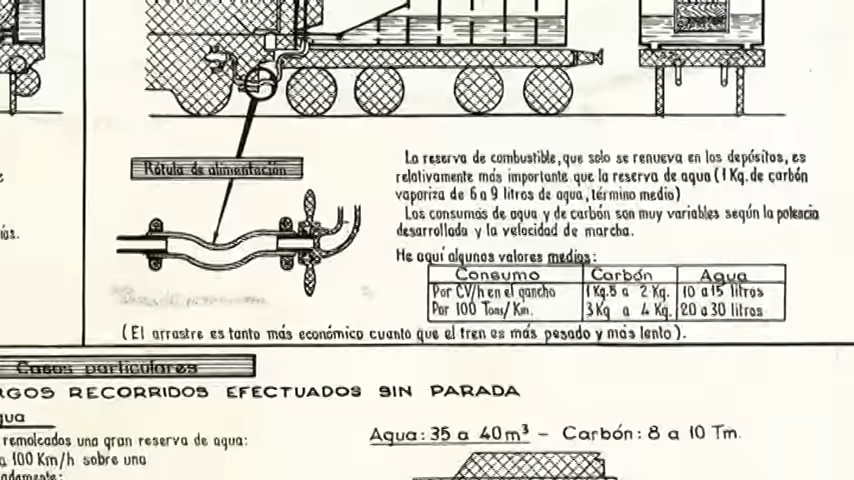 Rótula de alimentación
La reserva de combustible, que solo se renueva en los depósitos, es
relativamente más importante que la reserva de agua (1 Kg. de carbón
vaporiza de 6 a 9 litros de agua, término medio)
Los consumos de agua y de carbón son muy variables según la potencia
desarrollada y la velocidad de marcha.
He aquí algunos valores medios:
Consumo Carbón Agua
Por CV/h en el gancho 1 Kg.5 a 2 Kg. 10 a 15 litros
Por 100 Tons/Km. 3 Kg a 4 Kg. 20 a 30 litros
(El arrastre es tanto más económico cuanto que el tren es más pesado y más lento).
Casos particulares
RGOS RECORRIDOS EFECTUADOS SIN PARADA
gua
remolcados una gran reserva de agua:
a 100 Km/h sobre una
adamente:
Agua: 35 a 40 m³ - Carbón: 8 a 10 Tm.